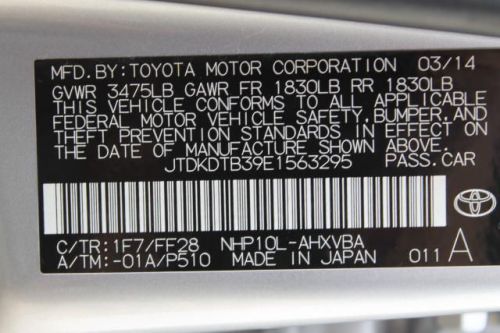 MFD.BY:TOYOTA MOTOR CORPORATION 03/14
GVWR 3475LB GAWR FR 1830LB RR 1830LB
THIS VEHICLE CONFORMS TO ALL APPLICABLE
FEDERAL MOTOR VEHICLE SAFETY,BUMPER,AND
THEFT PREVENTION STANDARDS IN EFFECT ON
THE DATE OF MANUFACTURE SHOWN ABOVE.
JTDKDTB39E1563295 PASS.CAR
C/TR:1F7/FF28 NHP10L-AHXVBA
A/TM:-01A/P510 MADE IN JAPAN 011 A
TOYOTA